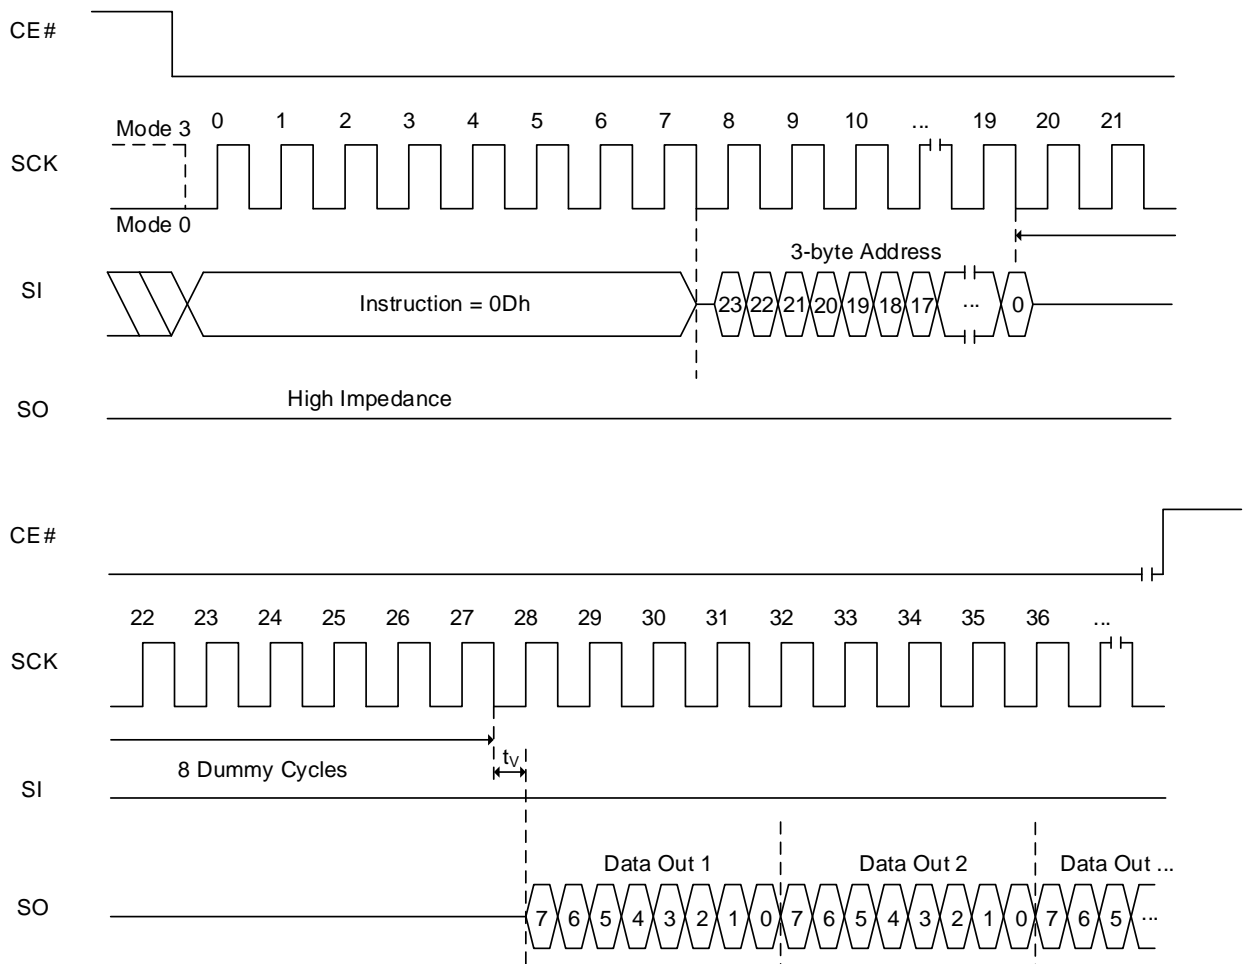 CE#
Mode 3 0 1 2 3 4 5 6 7 8 9 10 ... 19 20 21
SCK
Mode 0
3-byte Address
SI
Instruction = 0Dh 23 22 21 20 19 18 17 ... 0
High Impedance
SO
CE#
22 23 24 25 26 27 28 29 30 31 32 33 34 35 36 ...
SCK
8 Dummy Cycles tV
SI
Data Out 1 Data Out 2 Data Out ...
SO 7 6 5 4 3 2 1 0 7 6 5 4 3 2 1 0 7 6 5 ...